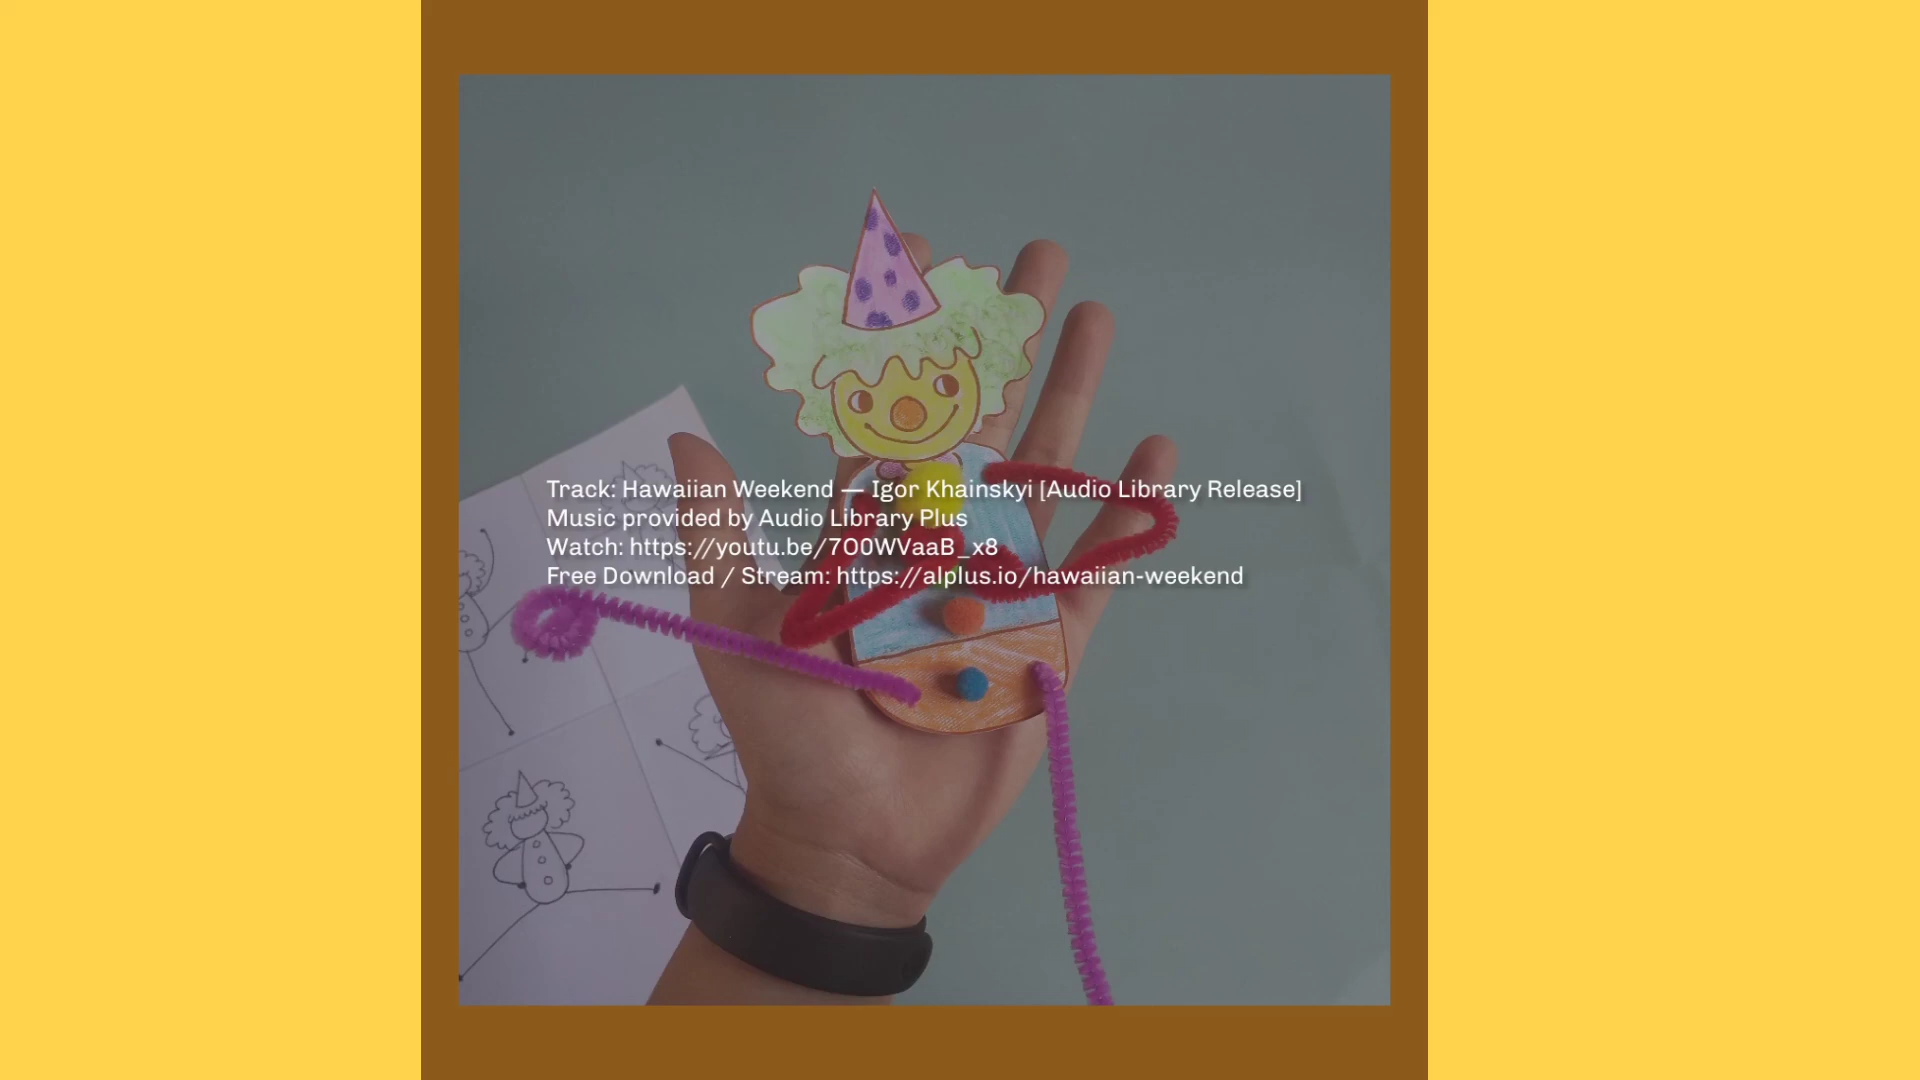 Track: Hawaiian Weekend — Igor Khainskyi [Audio Library Release]
Music provided by Audio Library Plus
Watch: https://youtu.be/7O0WVaaB_x8
Free Download / Stream: https://alplus.io/hawaiian-weekend